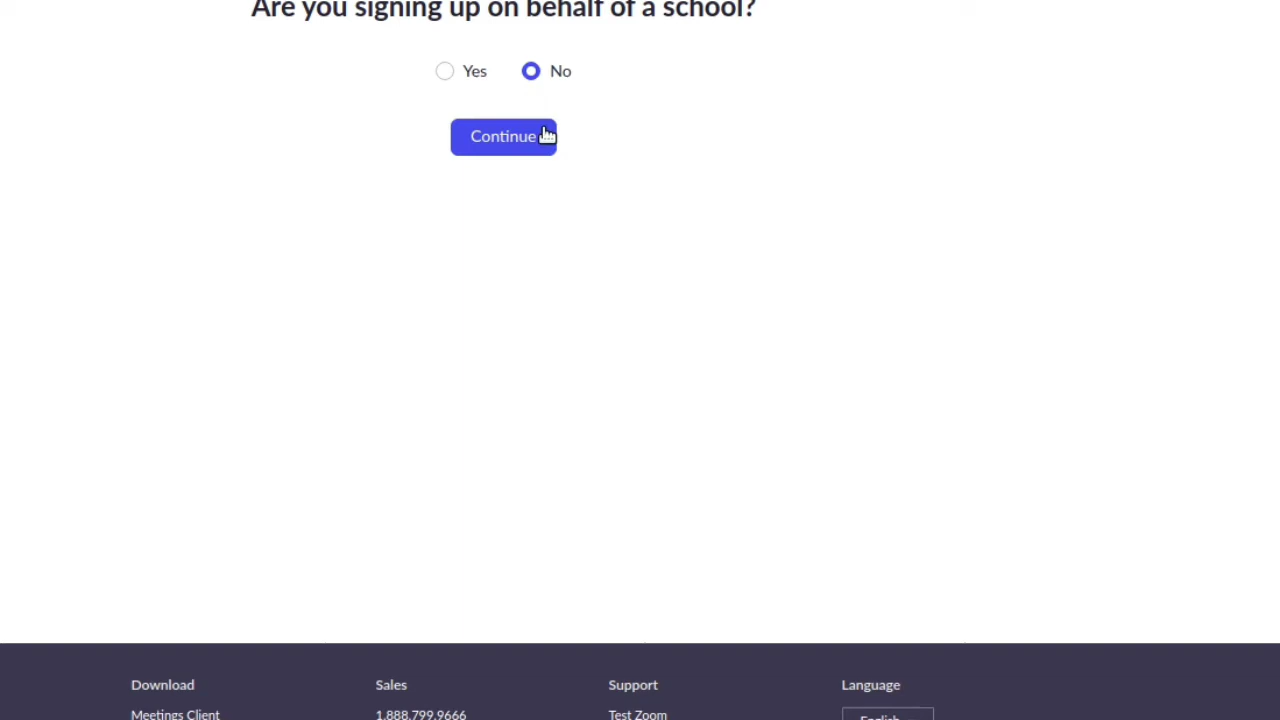 Are you signing up on behalf of a school?
Yes No
Continue
Download Sales Support Language
Meetings Client 1.888.799.9666 Test Zoom English